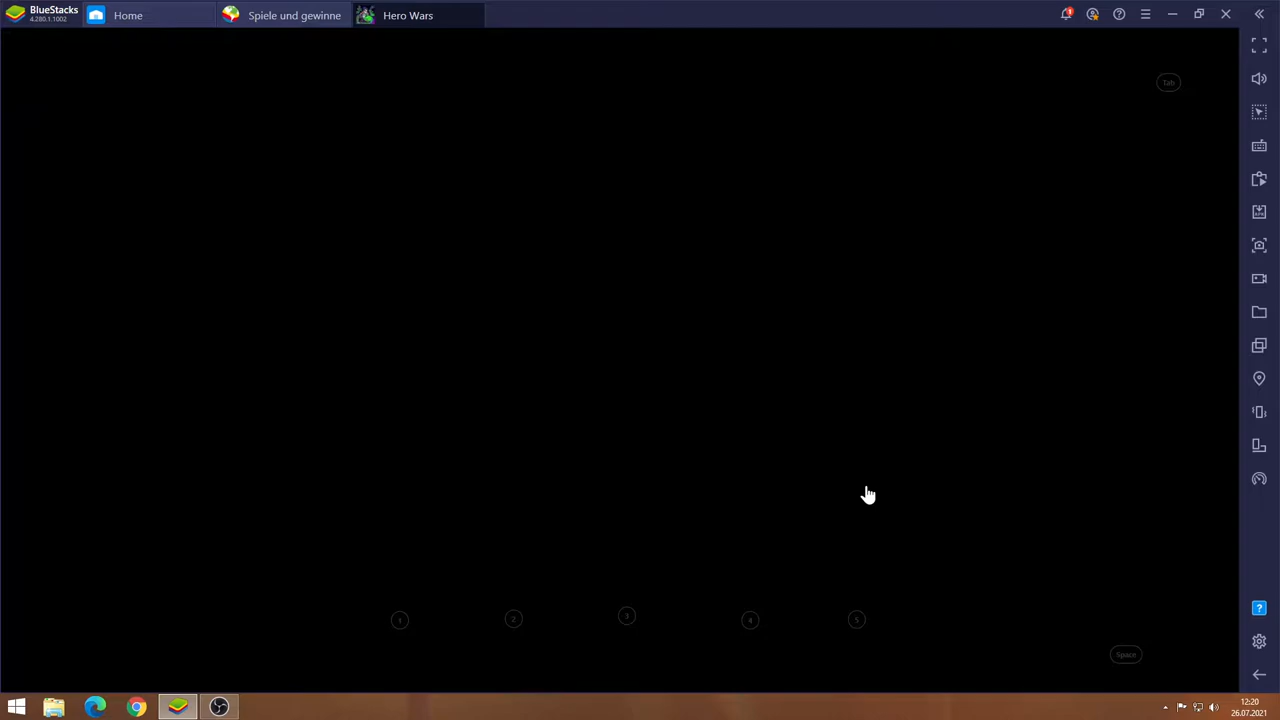 BlueStacks
4.280.1.1002
Home
Spiele und gewinne
Hero Wars
Tab
1
2
3
4
5
Space
12:20
26.07.2021